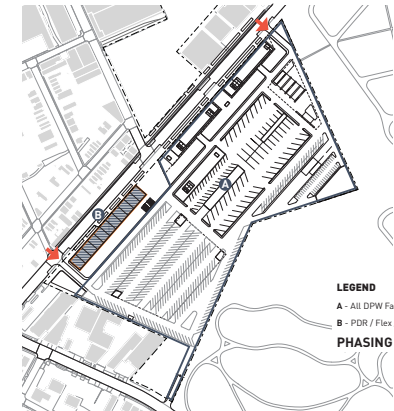 A
B
LEGEND
A - All DPW Fa
B - PDR / Flex
PHASING